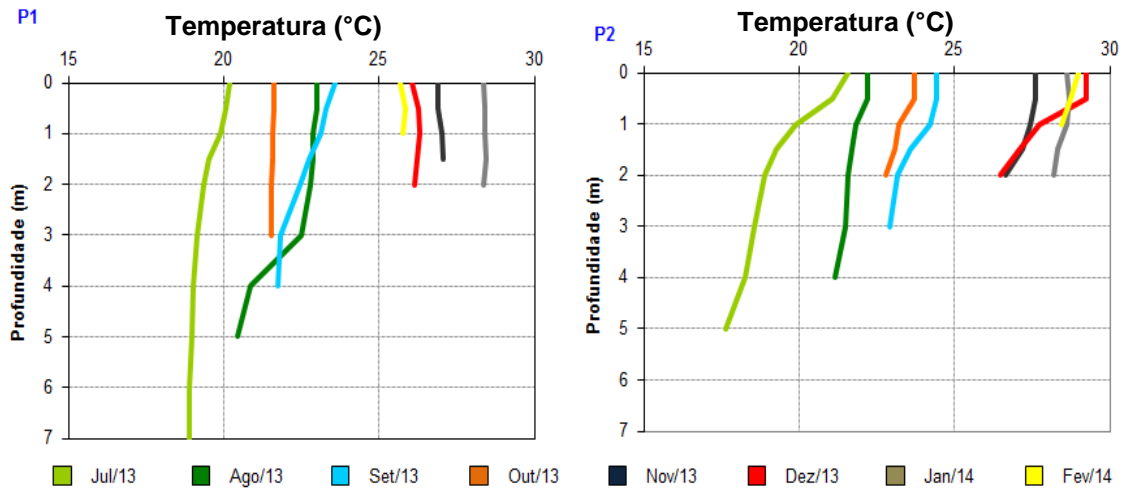 P1
Temperatura (°C)
15 20 25 30
0
1
2
3
4
5
6
7
Profundidade (m)
P2
Temperatura (°C)
15 20 25 30
0
1
2
3
4
5
6
7
Profundidade (m)
Jul/13 Ago/13 Set/13 Out/13 Nov/13 Dez/13 Jan/14 Fev/14